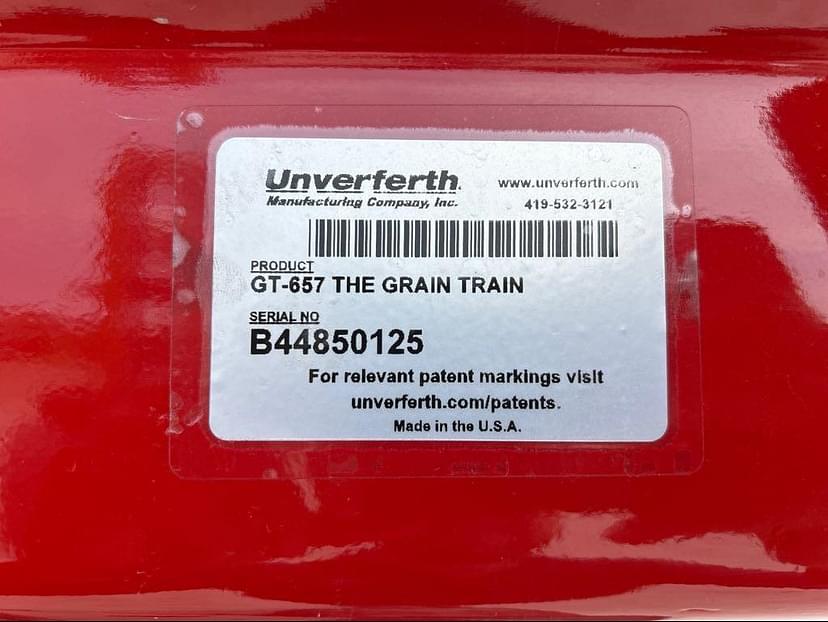 Unverferth. www.unverferth.com
Manufacturing Company, Inc. 419-532-3121
PRODUCT
GT-657 THE GRAIN TRAIN
SERIAL NO
B44850125
For relevant patent markings visit
unverferth.com/patents.
Made in the U.S.A.